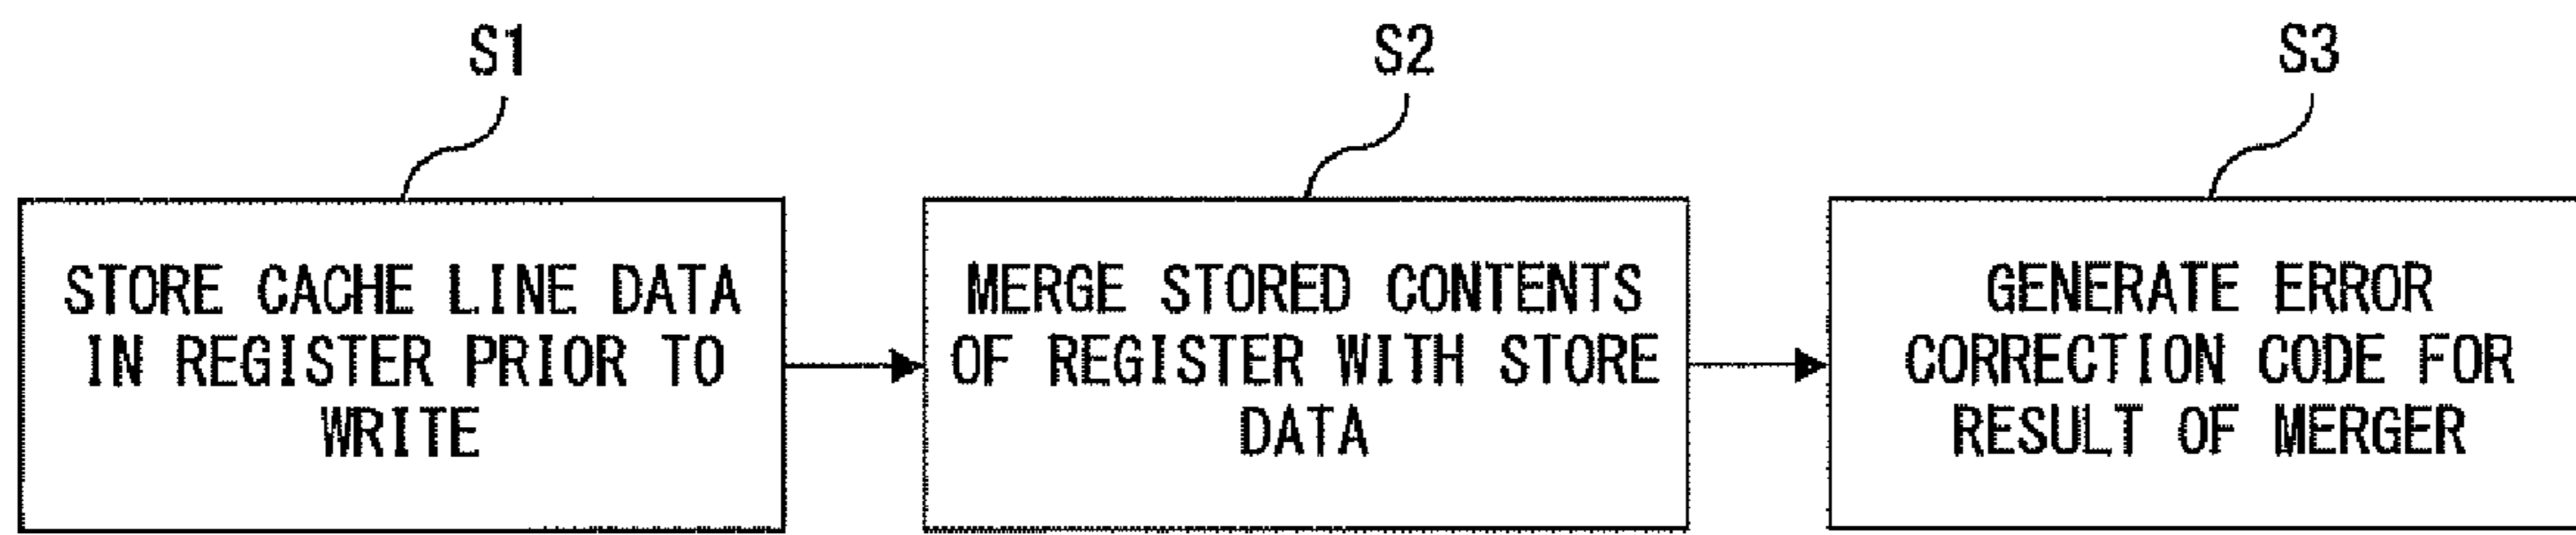 S1
S2
S3
STORE CACHE LINE DATA
IN REGISTER PRIOR TO
WRITE
MERGE STORED CONTENTS
OF REGISTER WITH STORE
DATA
GENERATE ERROR
CORRECTION CODE FOR
RESULT OF MERGER